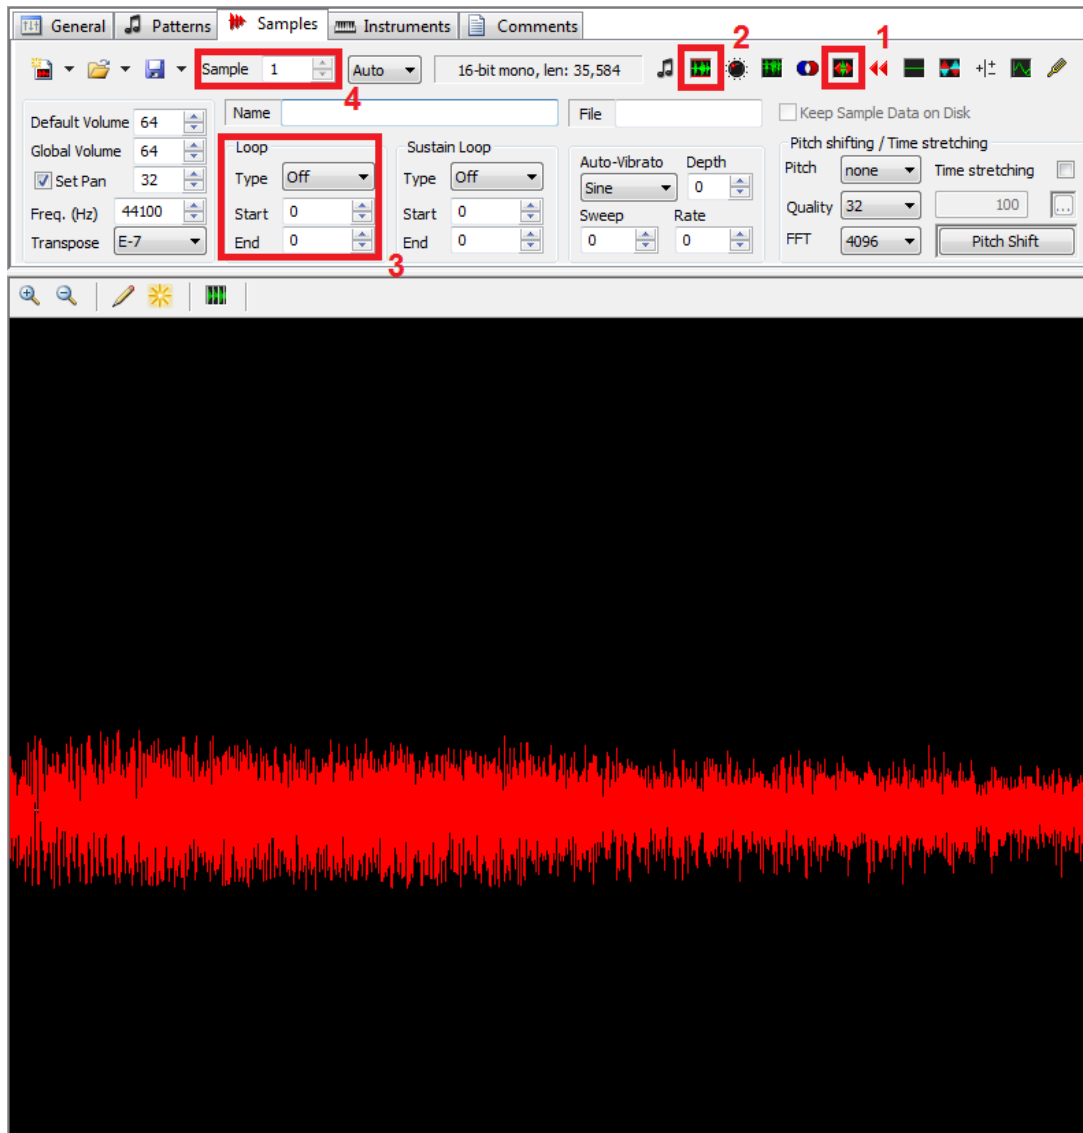 General Patterns Samples Instruments Comments
2 1
Sample 1 Auto 16-bit mono, len: 35,584
4
Default Volume 64 Name File Keep Sample Data on Disk
Global Volume 64 Loop Sustain Loop Auto-Vibrato Depth Pitch shifting / Time stretching
Set Pan 32 Type Off Type Off Sine 0 Pitch none Time stretching
Freq. (Hz) 44100 Start 0 Start 0 Sweep Rate Quality 32 100 ...
Transpose E-7 End 0 End 0 0 0 FFT 4096 Pitch Shift
3